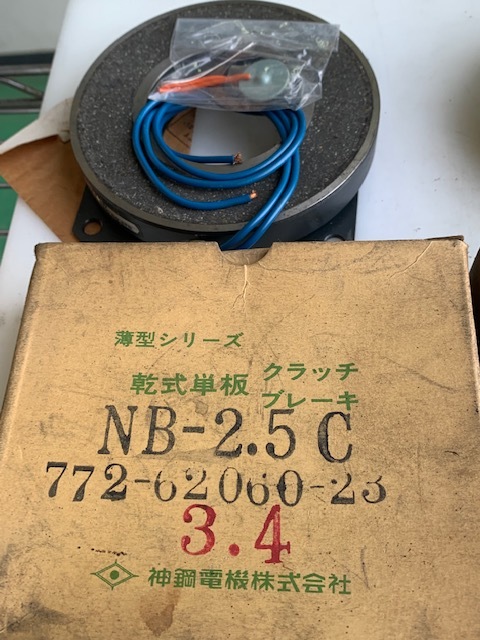 薄型シリーズ
乾式単板 クラッチ
ブレーキ
NB-2.5C
772-62060-23
3.4
神鋼電機株式会社